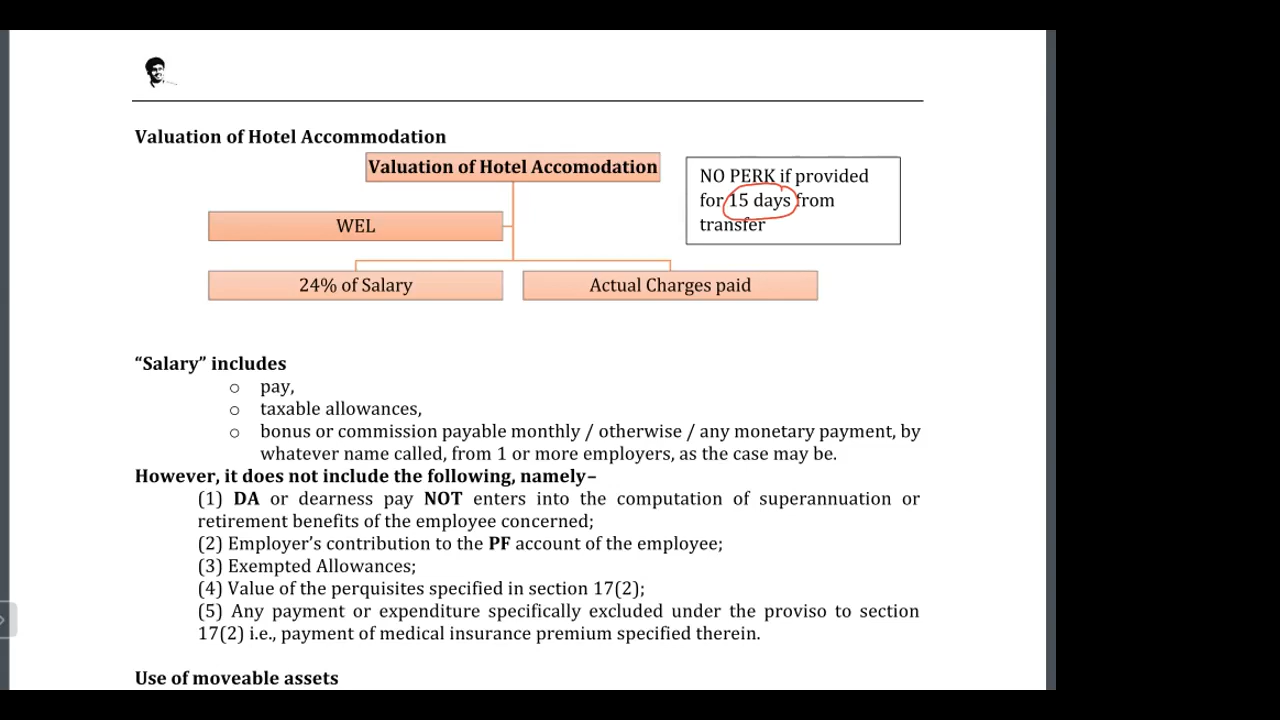 Valuation of Hotel Accommodation
Valuation of Hotel Accomodation
NO PERK if provided
for 15 days from
transfer
WEL
24% of Salary
Actual Charges paid
“Salary” includes
o pay,
o taxable allowances,
o bonus or commission payable monthly / otherwise / any monetary payment, by
whatever name called, from 1 or more employers, as the case may be.
However, it does not include the following, namely–
(1) DA or dearness pay NOT enters into the computation of superannuation or
retirement benefits of the employee concerned;
(2) Employer’s contribution to the PF account of the employee;
(3) Exempted Allowances;
(4) Value of the perquisites specified in section 17(2);
(5) Any payment or expenditure specifically excluded under the proviso to section
17(2) i.e., payment of medical insurance premium specified therein.
Use of moveable assets